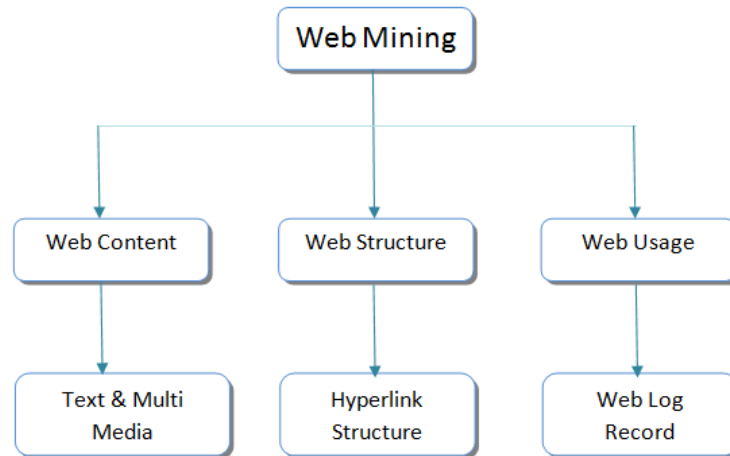 Web Mining
Web Content
Web Structure
Web Usage
Text & Multi
Media
Hyperlink
Structure
Web Log
Record